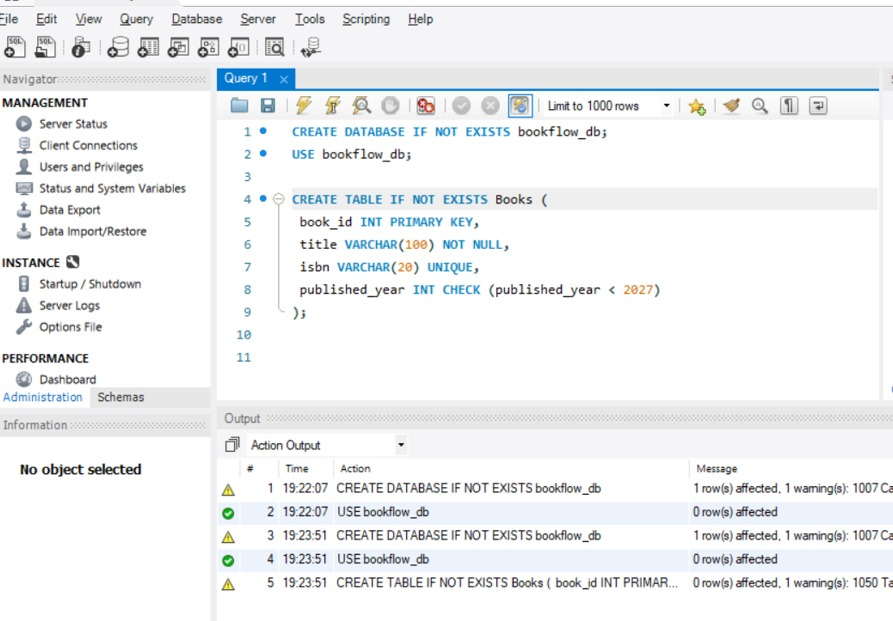 File Edit View Query Database Server Tools Scripting Help
Navigator
MANAGEMENT
Server Status
Client Connections
Users and Privileges
Status and System Variables
Data Export
Data Import/Restore
INSTANCE
Startup / Shutdown
Server Logs
Options File
PERFORMANCE
Dashboard
Administration Schemas
Information
No object selected
Query 1
Limit to 1000 rows
1 CREATE DATABASE IF NOT EXISTS bookflow_db;
2 USE bookflow_db;
3
4 CREATE TABLE IF NOT EXISTS Books (
5 book_id INT PRIMARY KEY,
6 title VARCHAR(100) NOT NULL,
7 isbn VARCHAR(20) UNIQUE,
8 published_year INT CHECK (published_year < 2027)
9 );
10
11
Output
Action Output
# Time Action Message
1 19:22:07 CREATE DATABASE IF NOT EXISTS bookflow_db 1 row(s) affected, 1 warning(s): 1007 Ca
2 19:22:07 USE bookflow_db 0 row(s) affected
3 19:23:51 CREATE DATABASE IF NOT EXISTS bookflow_db 1 row(s) affected, 1 warning(s): 1007 Ca
4 19:23:51 USE bookflow_db 0 row(s) affected
5 19:23:51 CREATE TABLE IF NOT EXISTS Books ( book_id INT PRIMAR... 0 row(s) affected, 1 warning(s): 1050 Ta